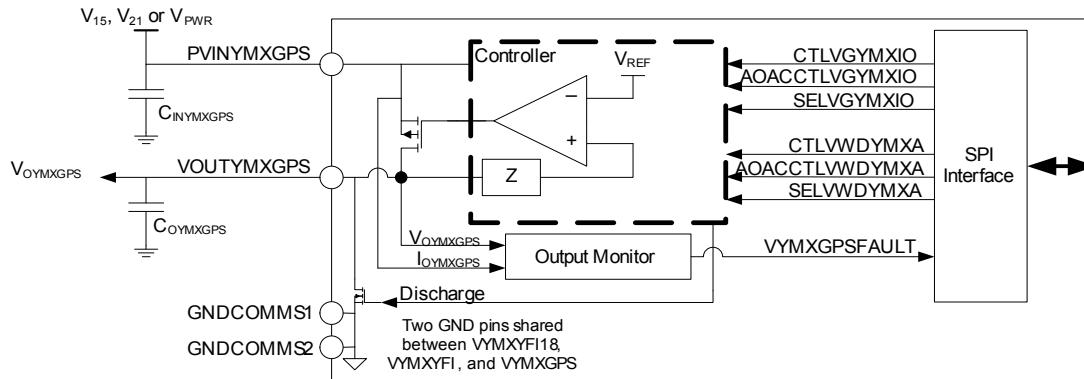 V15, V21 or VPWR
PVINYMXGPS
CINYMXGPS
VOYMXGPS
VOUTYMXGPS
COYMXGPS
GNDCOMMS1
GNDCOMMS2
Controller
VREF
−
+
Z
VOYMXGPS
IOYMXGPS
Output Monitor
Discharge
Two GND pins shared
between VYMXYFI18,
VYMXYFI, and VYMXGPS
CTLVGYMXIO
AOACCTLVGYMXIO
SELVGYMXIO
CTLVWDYMXA
AOACCTLVWDYMXA
SELVWDYMXA
VYMXGPSFAULT
SPI
Interface